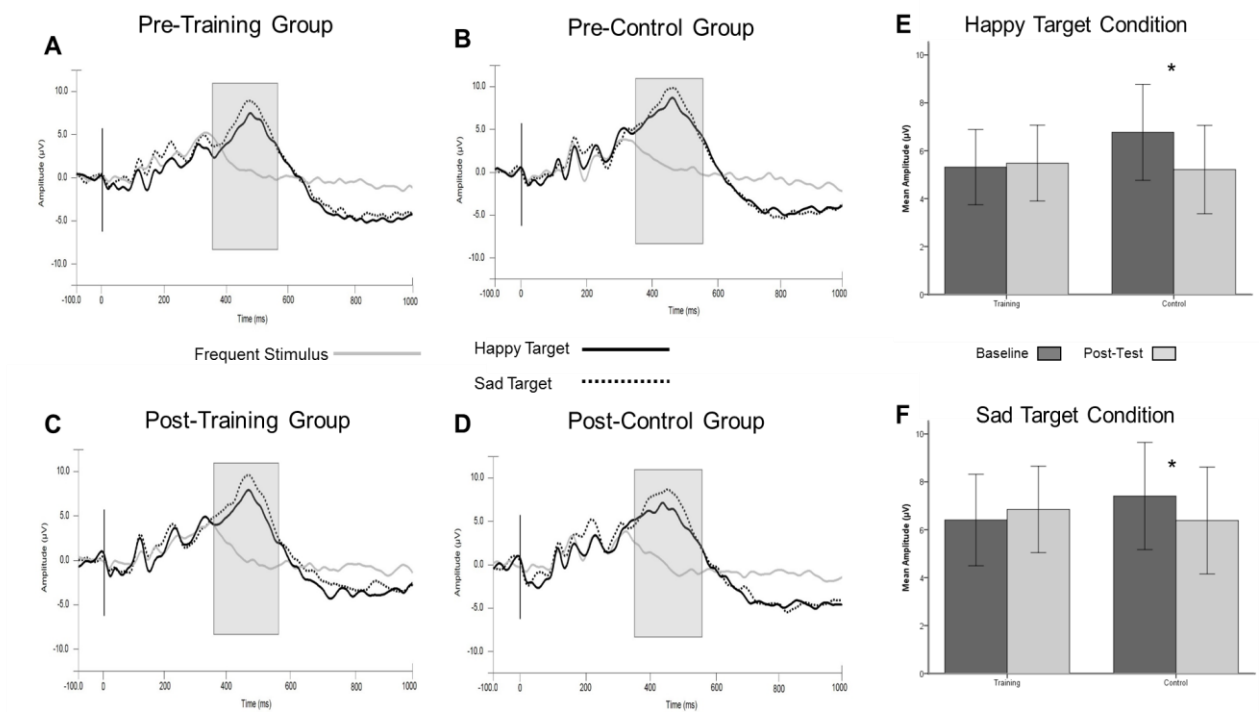 A
Pre-Training Group
10.0
5.0
0.0
-5.0
-10.0
Amplitude (µV)
-100.0 0 200 400 600 800 1000
Time (ms)
B
Pre-Control Group
10.0
5.0
0.0
-5.0
-10.0
Amplitude (µV)
-100.0 0 200 400 600 800 1000
Time (ms)
E
Happy Target Condition
*
10
8
6
4
2
0
Mean Amplitude (µV)
Training Control
Frequent Stimulus
Happy Target
Sad Target
Baseline Post-Test
C
Post-Training Group
10.0
5.0
0.0
-5.0
-10.0
Amplitude (µV)
-100.0 0 200 400 600 800 1000
Time (ms)
D
Post-Control Group
10.0
5.0
0.0
-5.0
-10.0
Amplitude (µV)
-100.0 0 200 400 600 800 1000
Time (ms)
F
Sad Target Condition
*
10
8
6
4
2
0
Mean Amplitude (µV)
Training Control